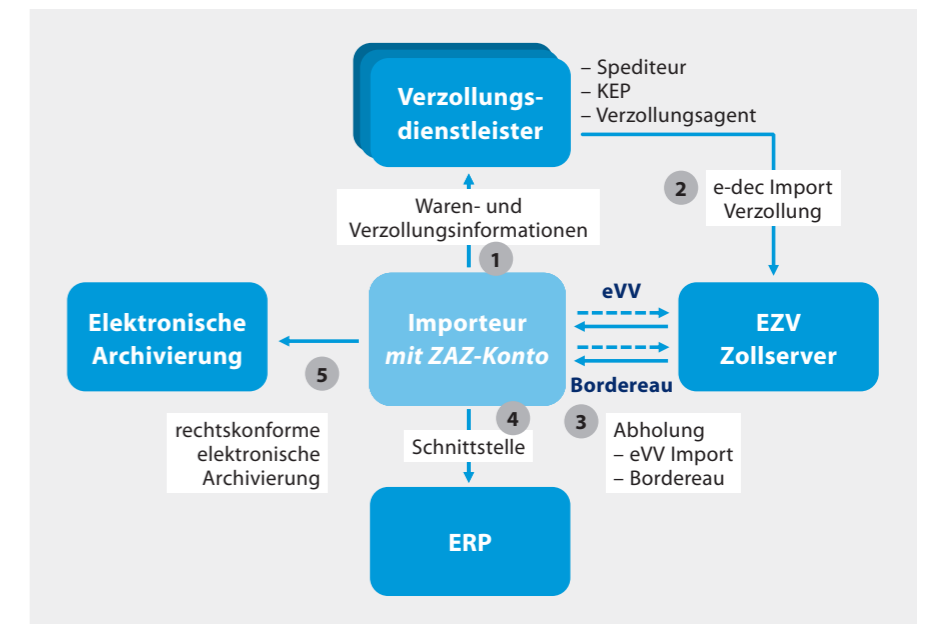 Verzollungs-
dienstleister
– Spediteur
– KEP
– Verzollungsagent
2
e-dec Import
Verzollung
Waren- und
Verzollungsinformationen
1
Elektronische
Archivierung
Importeur
mit ZAZ-Konto
eVV
Bordereau
EZV
Zollserver
5
rechtskonforme
elektronische
Archivierung
4
Schnittstelle
3
Abholung
– eVV Import
– Bordereau
ERP